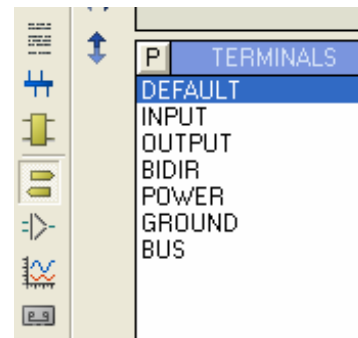 P TERMINALS
DEFAULT
INPUT
OUTPUT
BIDIR
POWER
GROUND
BUS